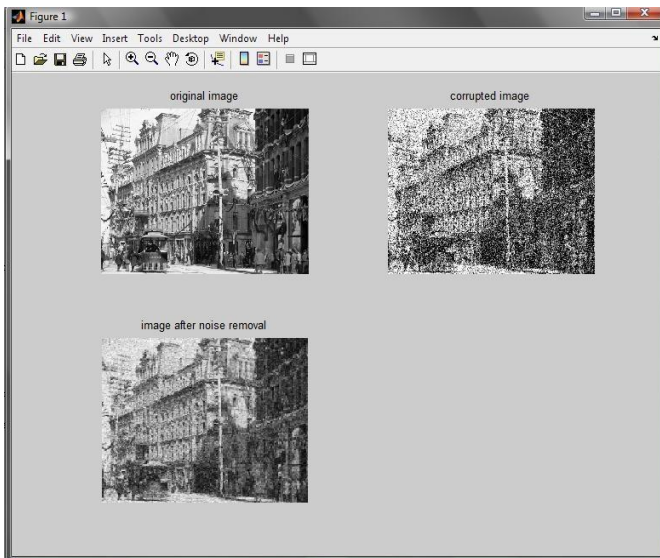 Figure 1
File Edit View Insert Tools Desktop Window Help
original image
corrupted image
image after noise removal